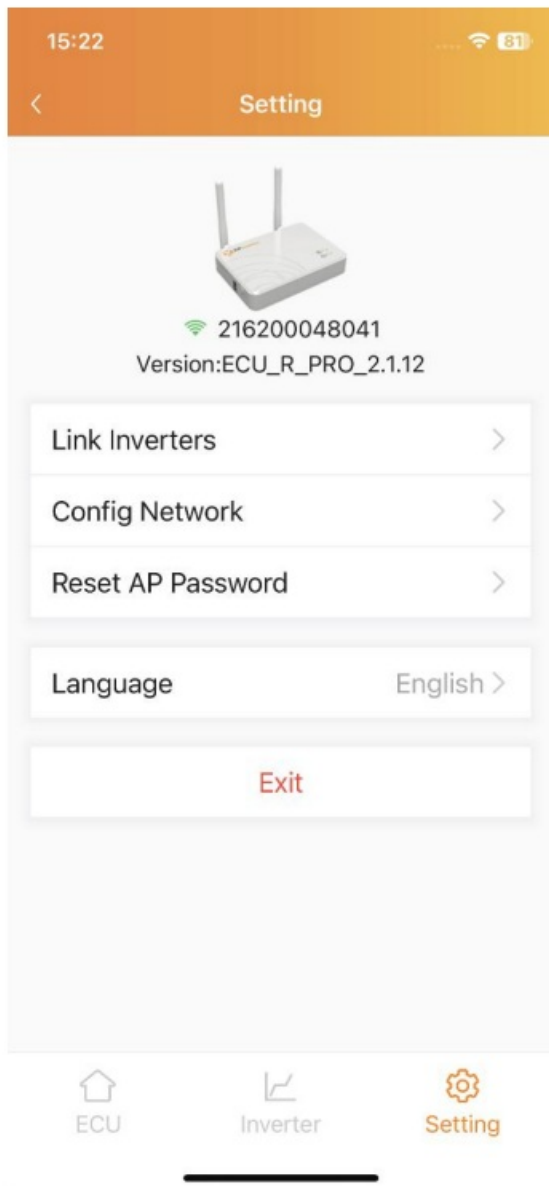 15:22
81
Setting
216200048041
Version:ECU_R_PRO_2.1.12
Link Inverters
Config Network
Reset AP Password
Language
English
Exit
ECU
Inverter
Setting